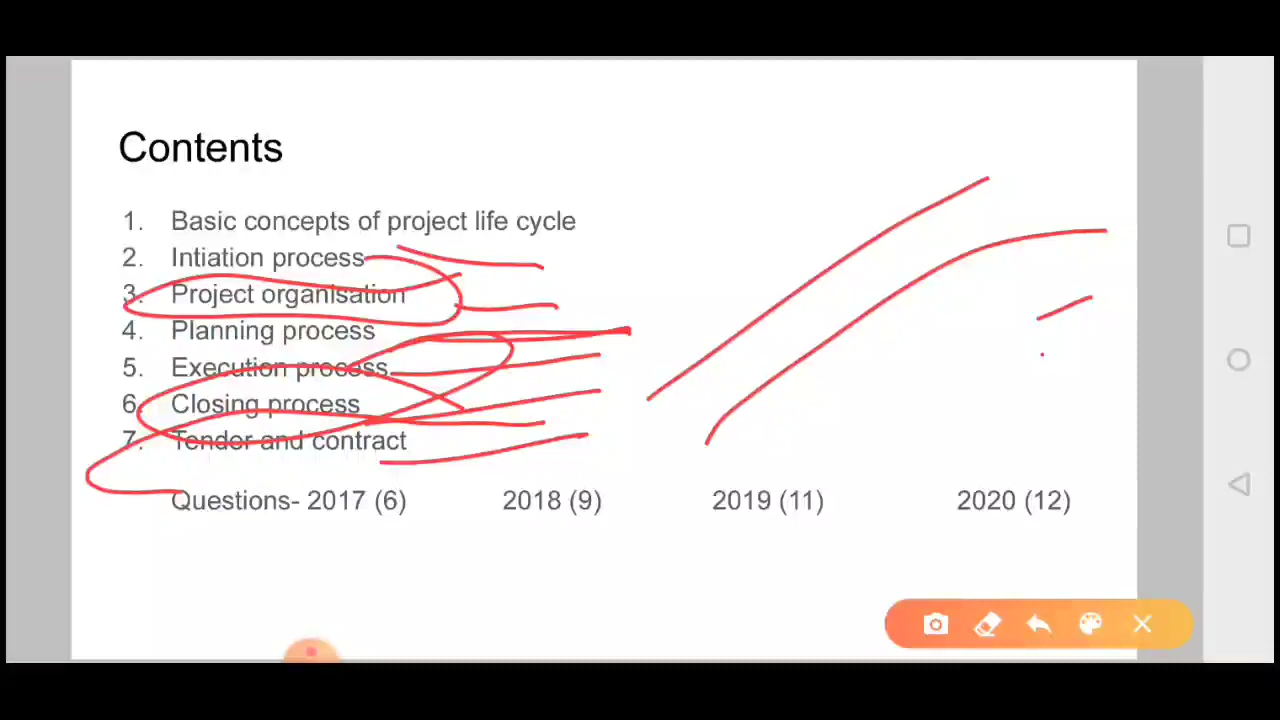 Contents
1. Basic concepts of project life cycle
2. Intiation process
3. Project organisation
4. Planning process
5. Execution process
6. Closing process
7. Tender and contract
Questions- 2017 (6) 2018 (9) 2019 (11) 2020 (12)